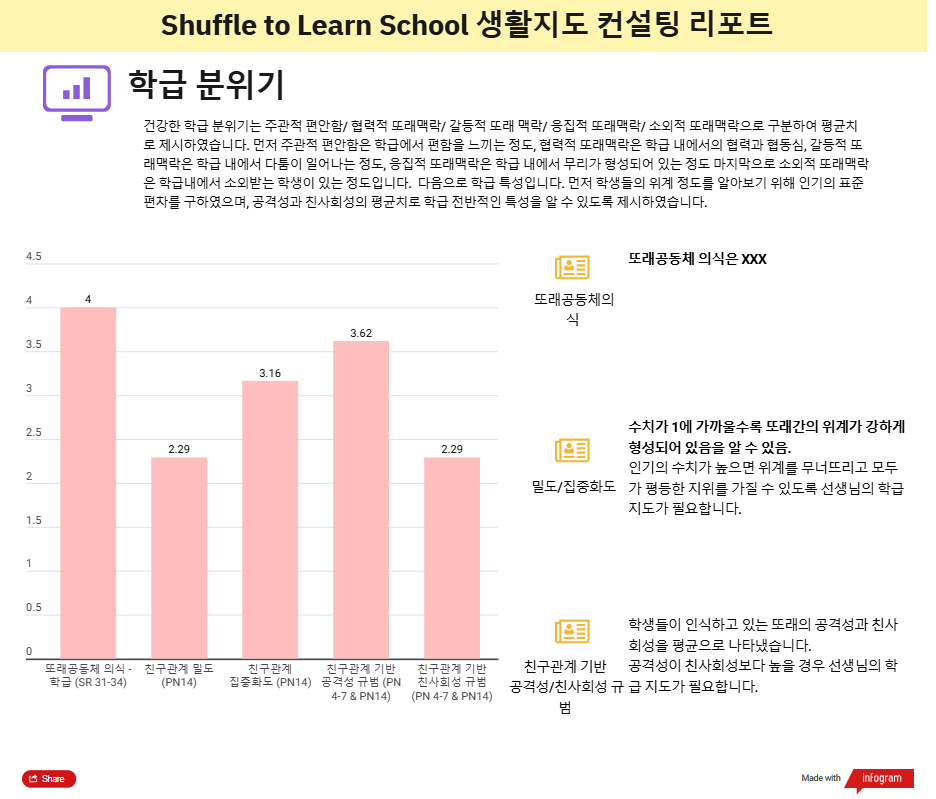 Shuffle to Learn School 생활지도 컨설팅 리포트
학급 분위기
건강한 학급 분위기는 주관적 편안함/ 협력적 또래맥락/ 갈등적 또래 맥락/ 응집적 또래맥락/ 소외적 또래맥락으로 구분하여 평균치
로 제시하였습니다. 먼저 주관적 편안함은 학급에서 편함을 느끼는 정도, 협력적 또래맥락은 학급 내에서의 협력과 협동심, 갈등적 또
래맥락은 학급 내에서 다툼이 일어나는 정도, 응집적 또래맥락은 학급 내에서 무리가 형성되어 있는 정도 마지막으로 소외적 또래맥락
은 학급내에서 소외받는 학생이 있는 정도입니다.  다음으로 학급 특성입니다. 먼저 학생들의 위계 정도를 알아보기 위해 인기의 표준
편차를 구하였으며, 공격성과 친사회성의 평균치로 학급 전반적인 특성을 알 수 있도록 제시하였습니다.
4.5
4
3.5
3
2.5
2
1.5
1
0.5
0
4
2.29
3.16
3.62
2.29
또래공동체 의식 -
학급 (SR 31-34)
친구관계 밀도
(PN14)
친구관계
집중화도 (PN14)
친구관계 기반
공격성 규범 (PN
4-7 & PN14)
친구관계 기반
친사회성 규범
(PN 4-7 & PN14)
또래공동체의
식
또래공동체 의식은 XXX
밀도/집중화도
수치가 1에 가까울수록 또래간의 위계가 강하게
형성되어 있음을 알 수 있음.
인기의 수치가 높으면 위계를 무너뜨리고 모두
가 평등한 지위를 가질 수 있도록 선생님의 학급
지도가 필요합니다.
친구관계 기반
공격성/친사회성 규
범
학생들이 인식하고 있는 또래의 공격성과 친사
회성을 평균으로 나타냈습니다.
공격성이 친사회성보다 높을 경우 선생님의 학
급 지도가 필요합니다.
Share
Made with
infogram